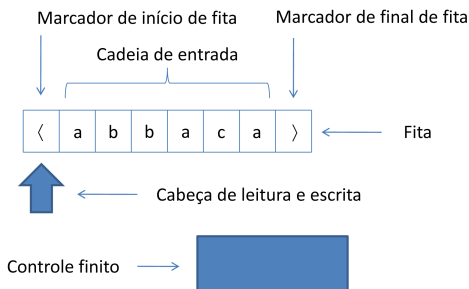 Marcador de início de fita
Marcador de final de fita
Cadeia de entrada
〈 a b b a c a 〉
Fita
Cabeça de leitura e escrita
Controle finito